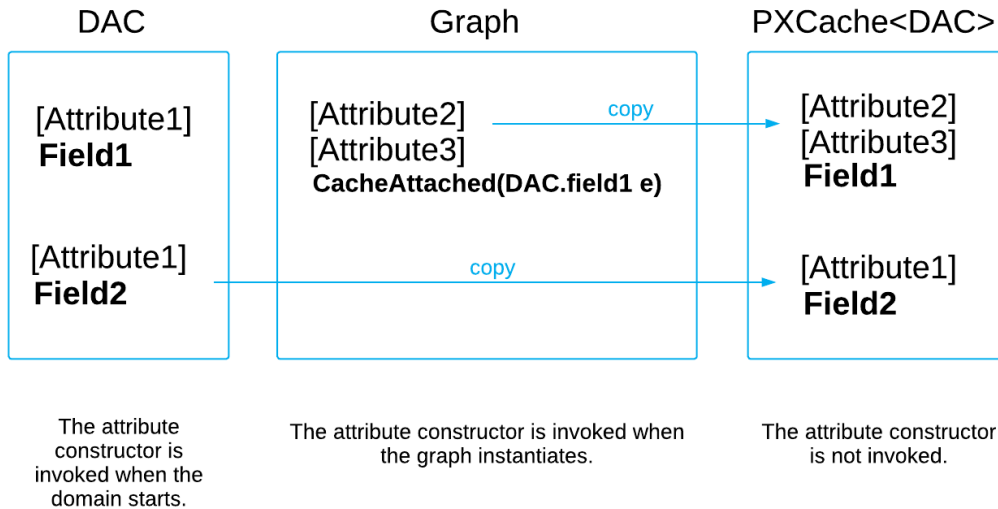 DAC
Graph
PXCache<DAC>
[Attribute1]
Field1
[Attribute1]
Field2
[Attribute2]
[Attribute3]
CacheAttached(DAC.field1 e)
copy
copy
[Attribute2]
[Attribute3]
Field1
[Attribute1]
Field2
The attribute
constructor is
invoked when the
domain starts.
The attribute constructor is invoked when
the graph instantiates.
The attribute constructor
is not invoked.